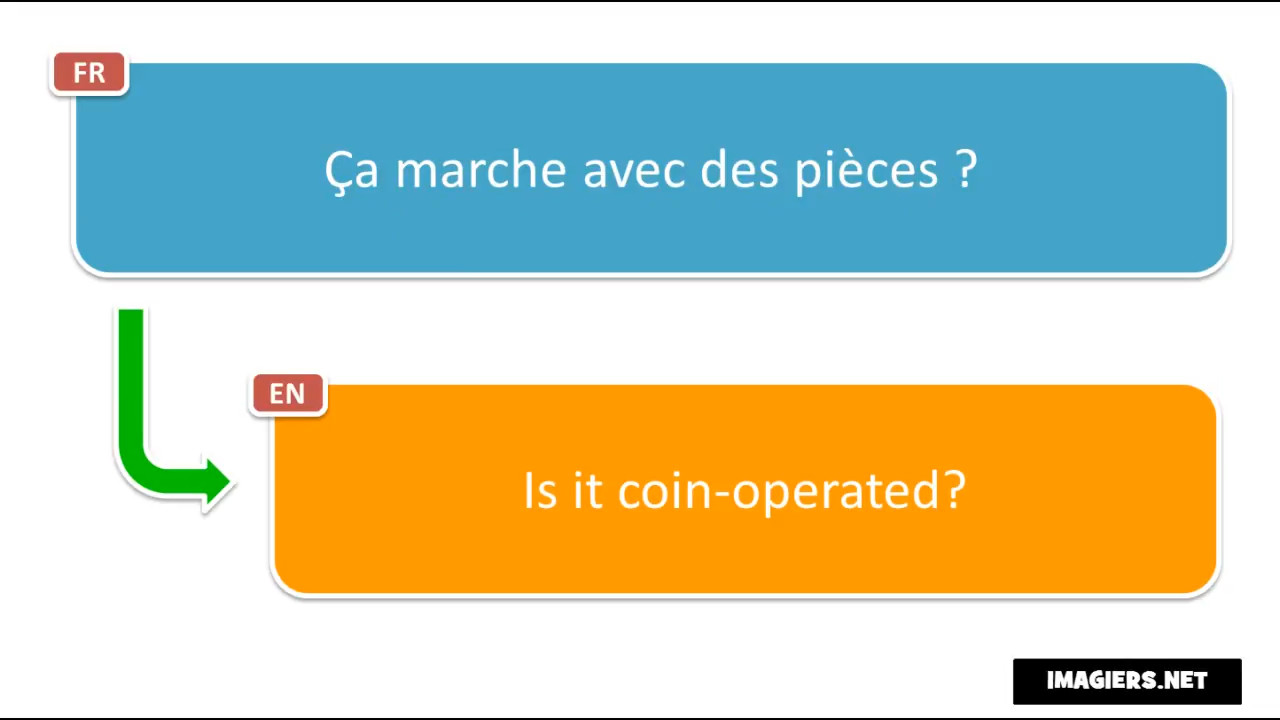 FR
Ça marche avec des pièces ?
EN
Is it coin-operated?
IMAGIERS.NET